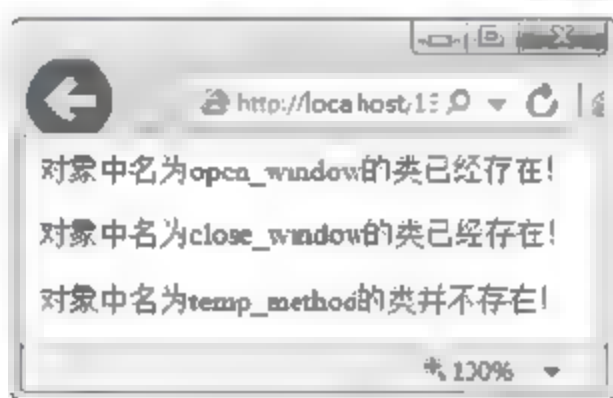 http://localhost/13
对象中名为open_window的类已经存在!
对象中名为close_window的类已经存在!
对象中名为temp_method的类并不存在!
130%